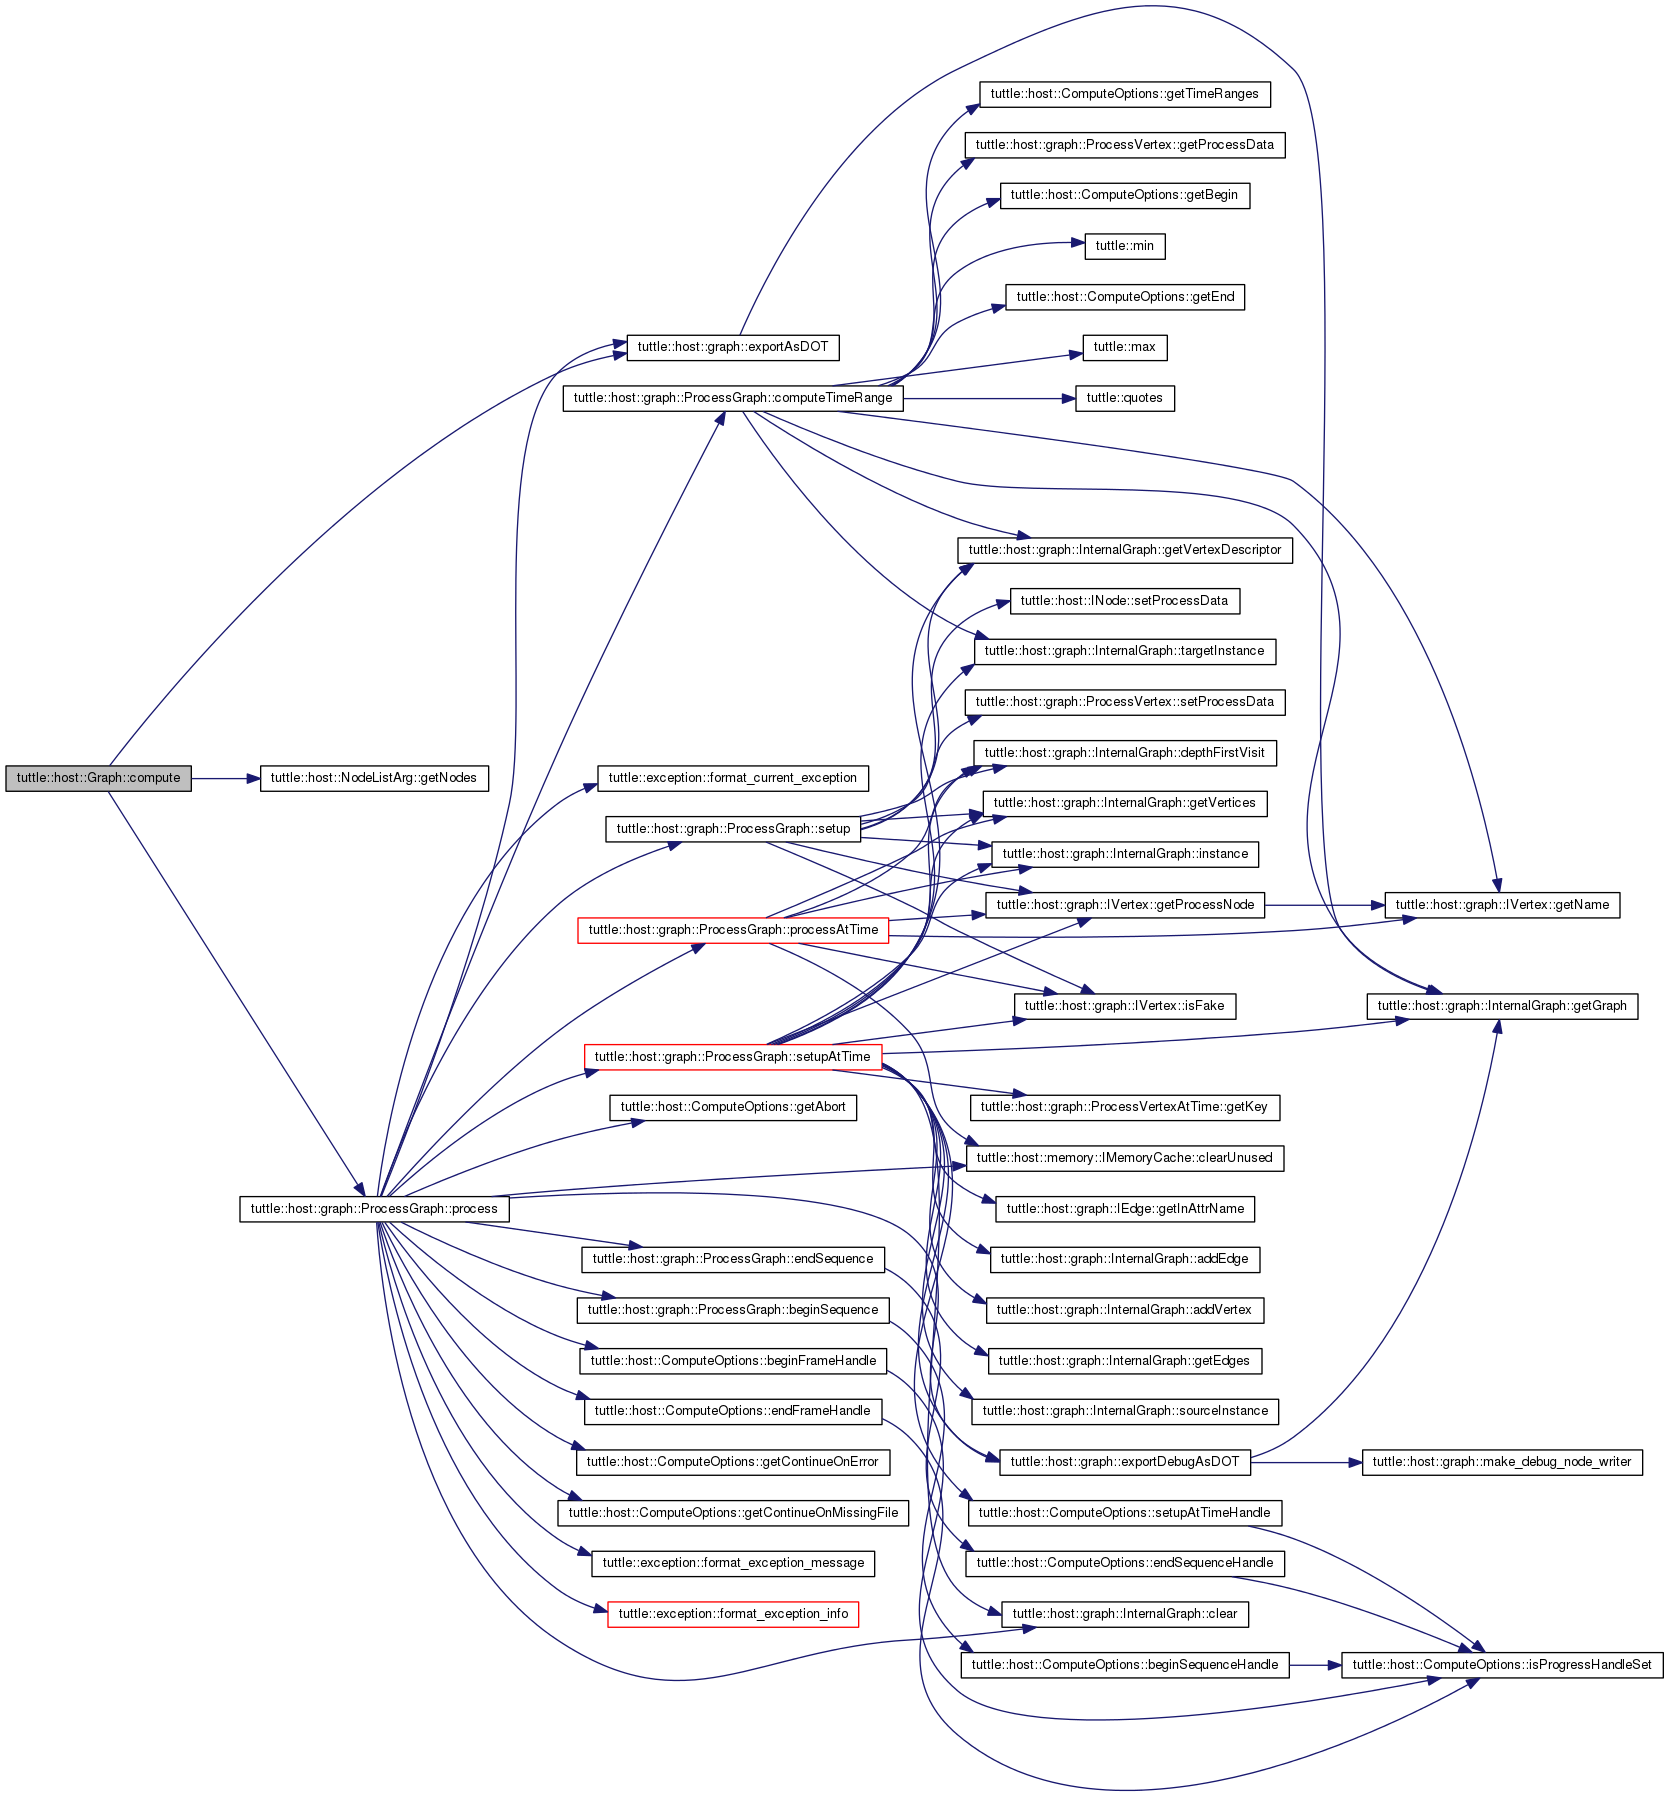 tuttle::host::ComputeOptions::getTimeRanges
tuttle::host::graph::ProcessVertex::getProcessData
tuttle::host::ComputeOptions::getBegin
tuttle::min
tuttle::host::ComputeOptions::getEnd
tuttle::host::graph::exportAsDOT
tuttle::max
tuttle::host::graph::ProcessGraph::computeTimeRange
tuttle::quotes
tuttle::host::graph::InternalGraph::getVertexDescriptor
tuttle::host::INode::setProcessData
tuttle::host::graph::InternalGraph::targetInstance
tuttle::host::graph::ProcessVertex::setProcessData
tuttle::host::graph::InternalGraph::depthFirstVisit
tuttle::host::Graph::compute
tuttle::host::NodeListArg::getNodes
tuttle::exception::format_current_exception
tuttle::host::graph::InternalGraph::getVertices
tuttle::host::graph::ProcessGraph::setup
tuttle::host::graph::InternalGraph::instance
tuttle::host::graph::IVertex::getProcessNode
tuttle::host::graph::IVertex::getName
tuttle::host::graph::ProcessGraph::processAtTime
tuttle::host::graph::IVertex::isFake
tuttle::host::graph::InternalGraph::getGraph
tuttle::host::graph::ProcessGraph::setupAtTime
tuttle::host::ComputeOptions::getAbort
tuttle::host::graph::ProcessVertexAtTime::getKey
tuttle::host::memory::IMemoryCache::clearUnused
tuttle::host::graph::ProcessGraph::process
tuttle::host::graph::IEdge::getInAttrName
tuttle::host::graph::ProcessGraph::endSequence
tuttle::host::graph::InternalGraph::addEdge
tuttle::host::graph::ProcessGraph::beginSequence
tuttle::host::graph::InternalGraph::addVertex
tuttle::host::ComputeOptions::beginFrameHandle
tuttle::host::graph::InternalGraph::getEdges
tuttle::host::ComputeOptions::endFrameHandle
tuttle::host::graph::InternalGraph::sourceInstance
tuttle::host::ComputeOptions::getContinueOnError
tuttle::host::graph::exportDebugAsDOT
tuttle::host::graph::make_debug_node_writer
tuttle::host::ComputeOptions::getContinueOnMissingFile
tuttle::host::ComputeOptions::setupAtTimeHandle
tuttle::exception::format_exception_message
tuttle::host::ComputeOptions::endSequenceHandle
tuttle::exception::format_exception_info
tuttle::host::graph::InternalGraph::clear
tuttle::host::ComputeOptions::beginSequenceHandle
tuttle::host::ComputeOptions::isProgressHandleSet